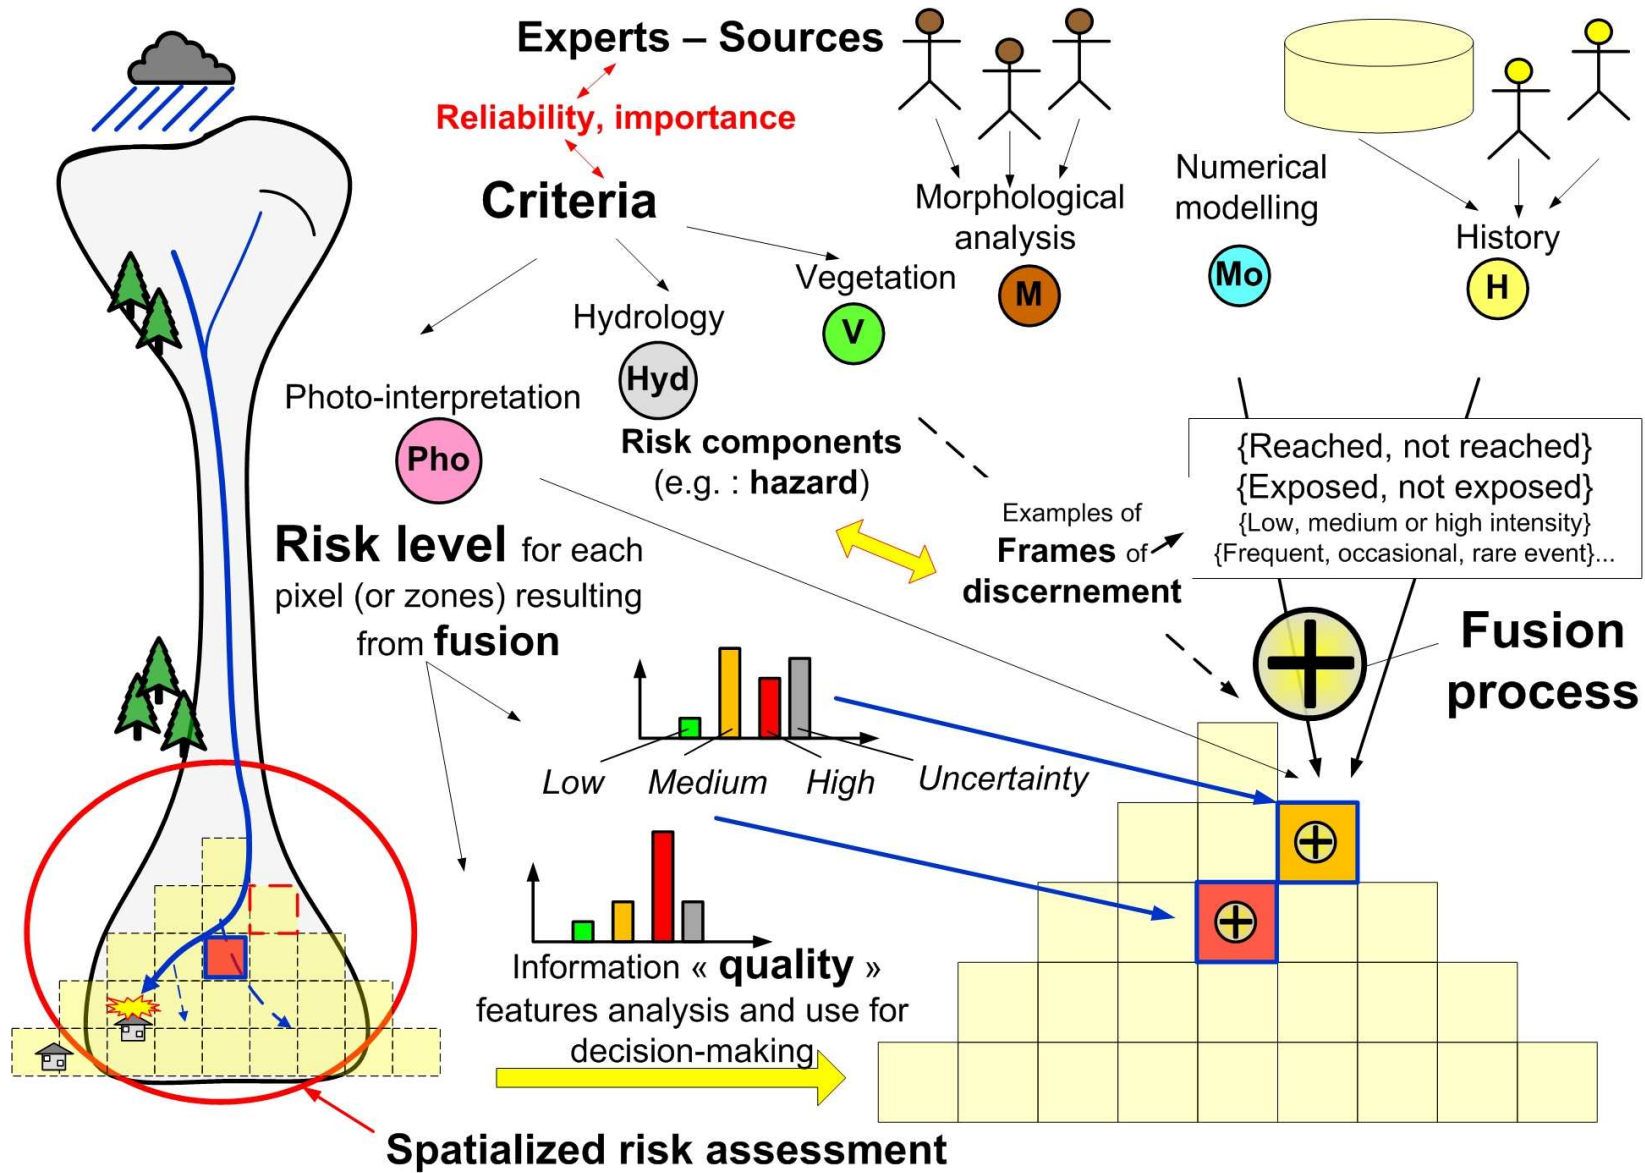 Experts – Sources
Reliability, importance
Criteria
Morphological
analysis
M
Numerical
modelling
Mo
History
H
Vegetation
V
Hydrology
Hyd
Photo-interpretation
Pho
Risk components
(e.g. : hazard)
{Reached, not reached}
{Exposed, not exposed}
{Low, medium or high intensity}
{Frequent, occasional, rare event}...
Examples of
Frames of
discernement
Risk level for each
pixel (or zones) resulting
from fusion
Fusion
process
Low Medium High Uncertainty
Information « quality »
features analysis and use for
decision-making
Spatialized risk assessment